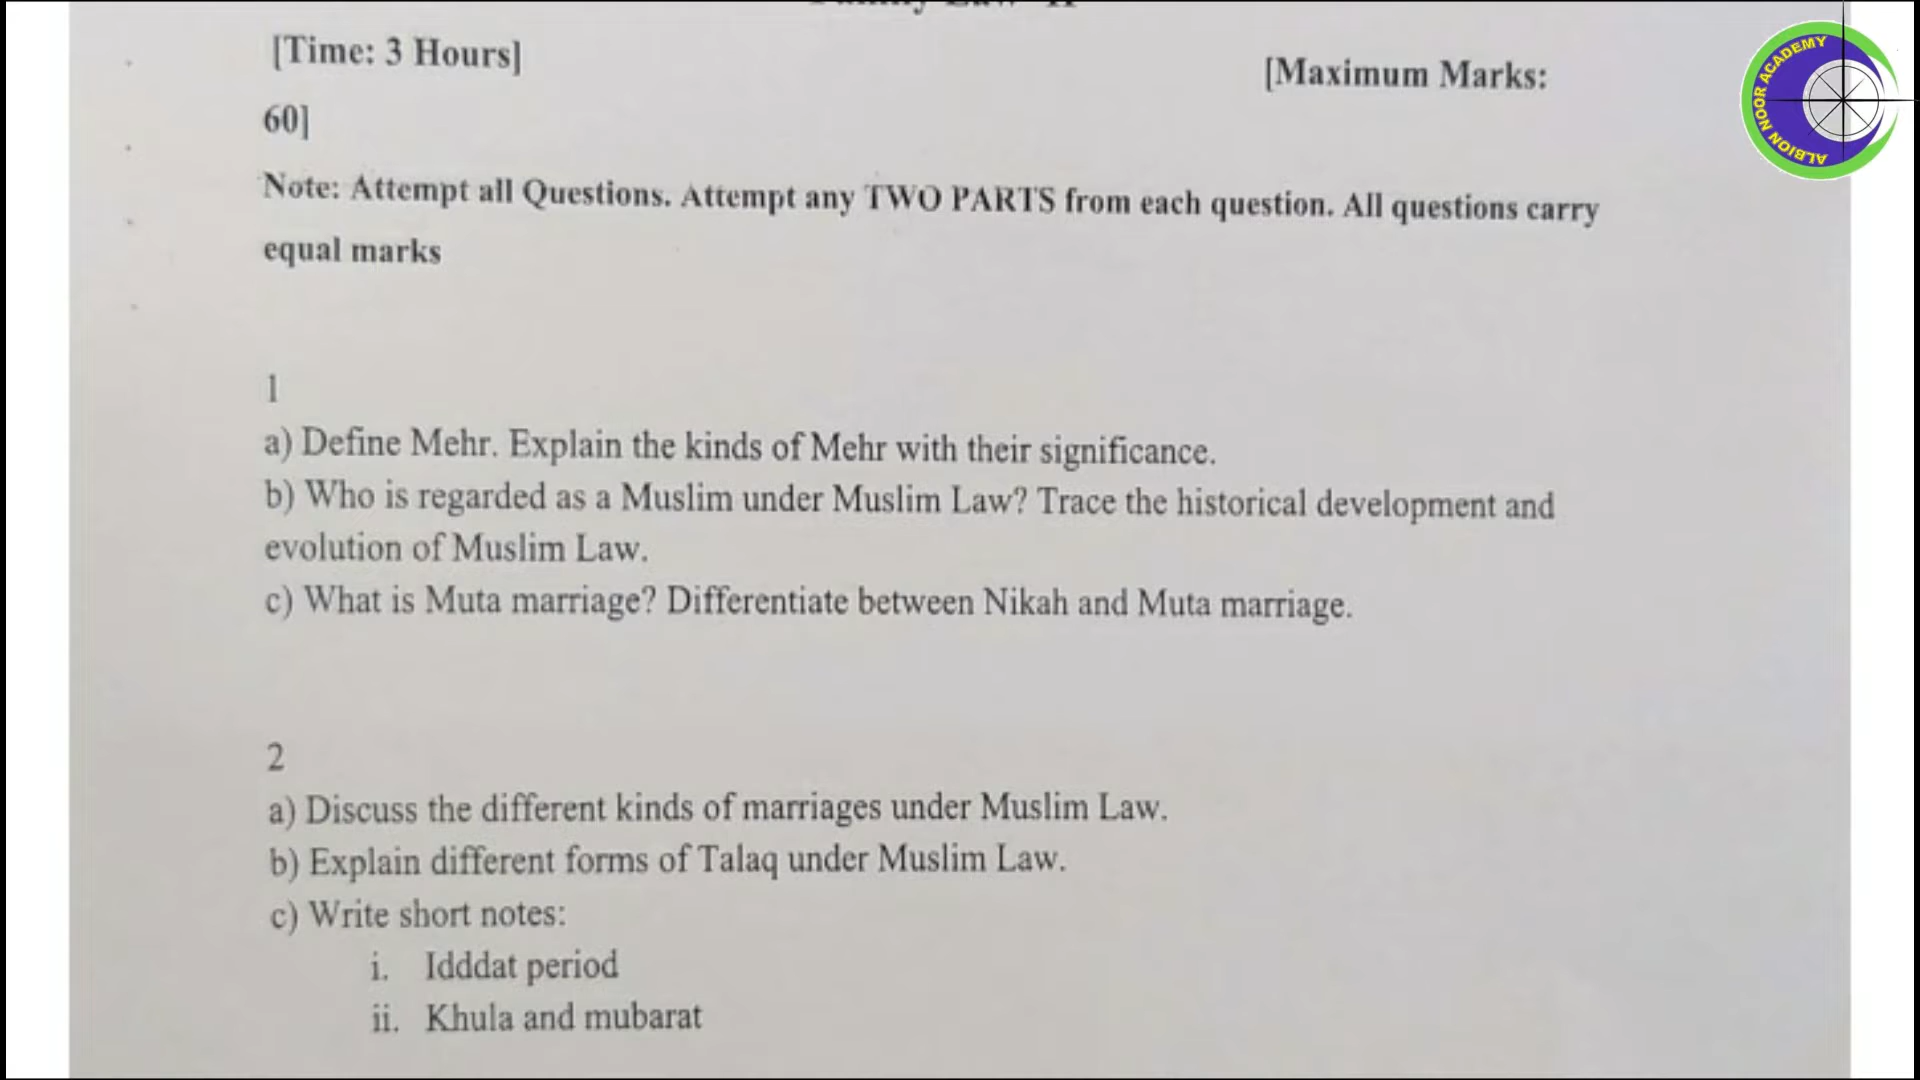 [Time: 3 Hours]
[Maximum Marks:
60]
Note: Attempt all Questions. Attempt any TWO PARTS from each question. All questions carry
equal marks
1
a) Define Mehr. Explain the kinds of Mehr with their significance.
b) Who is regarded as a Muslim under Muslim Law? Trace the historical development and
evolution of Muslim Law.
c) What is Muta marriage? Differentiate between Nikah and Muta marriage.
2
a) Discuss the different kinds of marriages under Muslim Law.
b) Explain different forms of Talaq under Muslim Law.
c) Write short notes:
i. Idddat period
ii. Khula and mubarat
ALBION NOOR ACADEMY